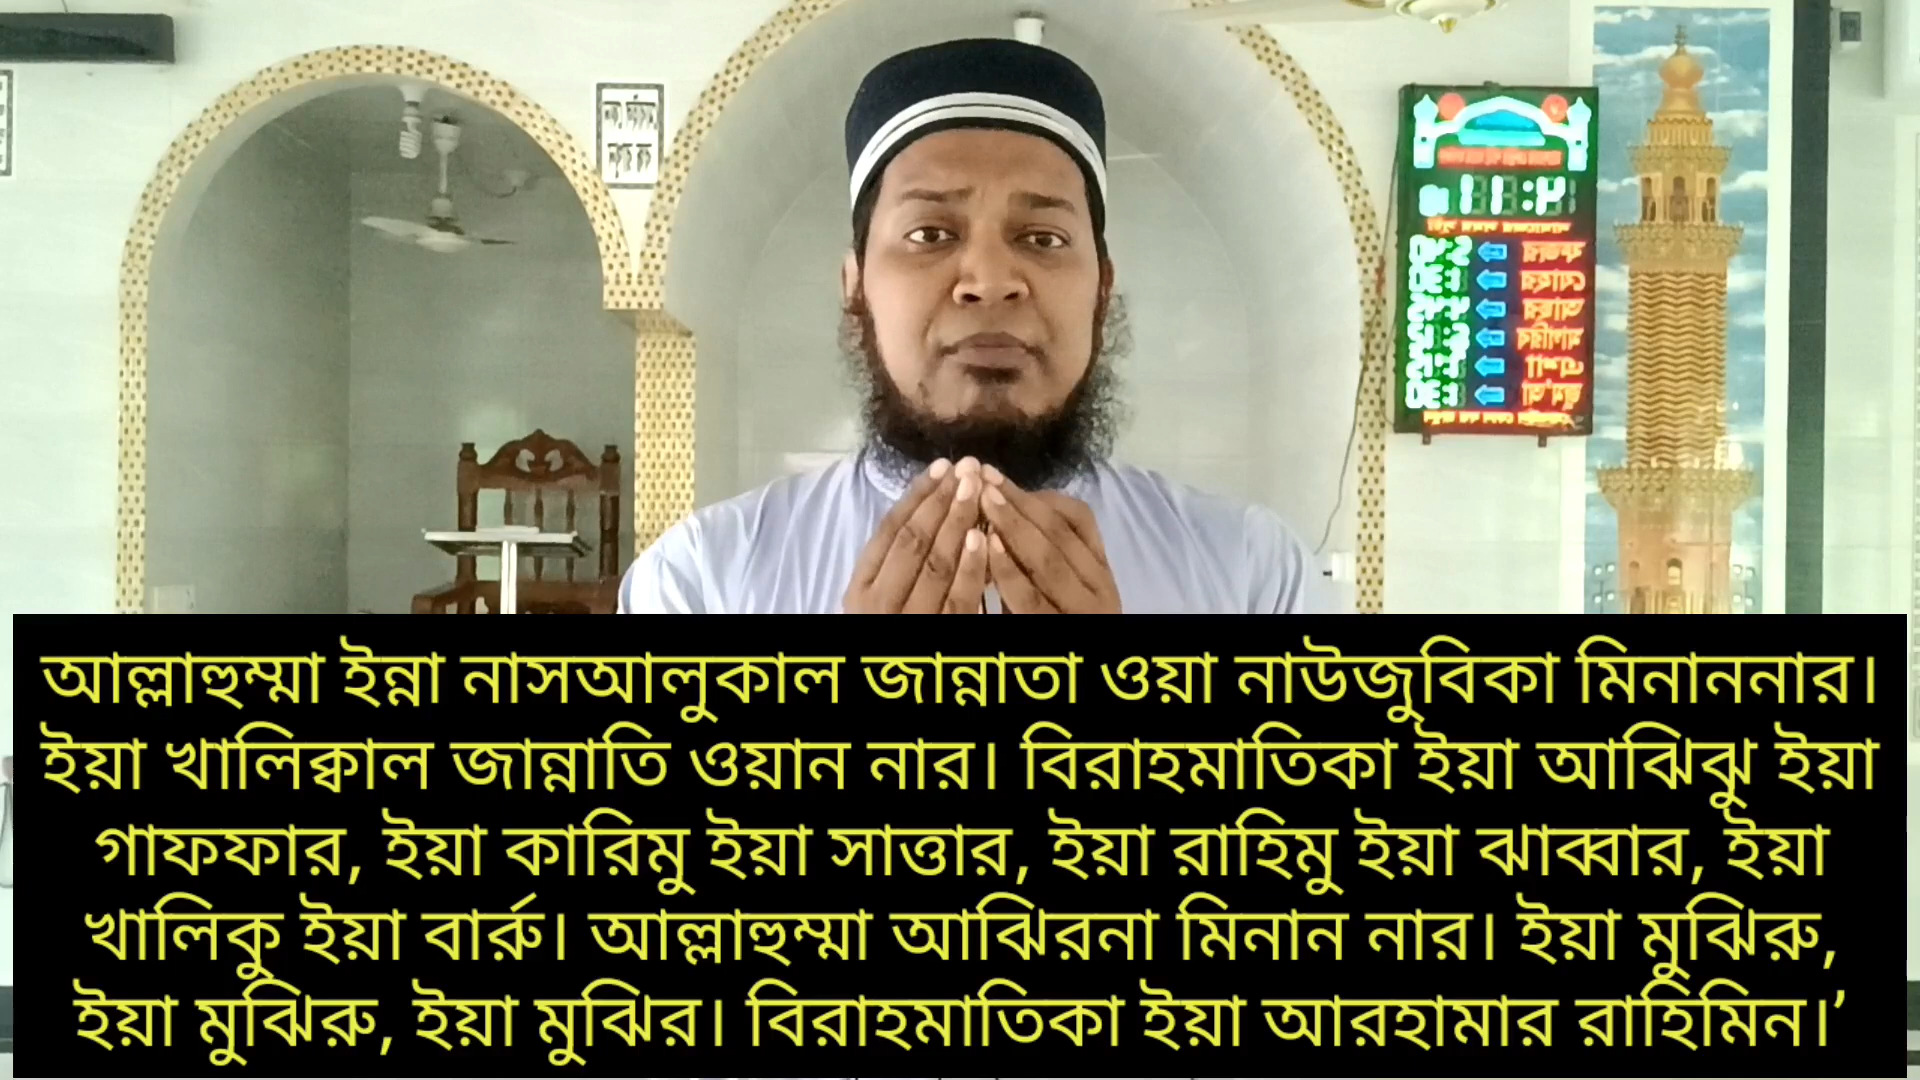 আল্লাহুম্মা ইন্না নাসআলুকাল জান্নাতা ওয়া নাউজুবিকা মিনাননার।
ইয়া খালিক্বাল জান্নাতি ওয়ান নার। বিরাহমাতিকা ইয়া আঝিঝু ইয়া
গাফফার, ইয়া কারিমু ইয়া সাত্তার, ইয়া রাহিমু ইয়া ঝাব্বার, ইয়া
খালিকু ইয়া বার্রু। আল্লাহুম্মা আঝিরনা মিনান নার। ইয়া মুঝিরু,
ইয়া মুঝিরু, ইয়া মুঝির। বিরাহমাতিকা ইয়া আরহামার রাহিমিন।’